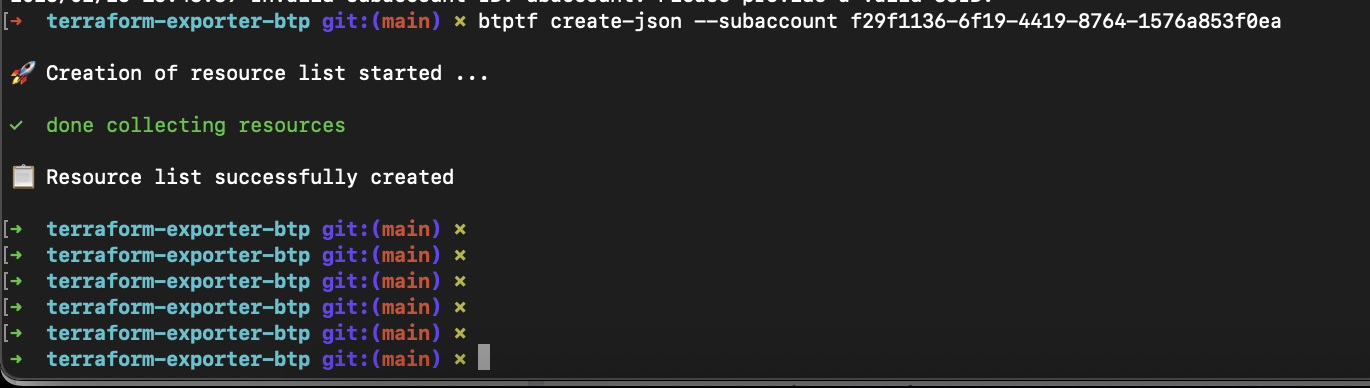 [➜  terraform-exporter-btp git:(main) ✗ btptf create-json --subaccount f29f1136-6f19-4419-8764-1576a853f0ea
🚀 Creation of resource list started ...
✓  done collecting resources
📋 Resource list successfully created
[➜  terraform-exporter-btp git:(main) ✗
[➜  terraform-exporter-btp git:(main) ✗
[➜  terraform-exporter-btp git:(main) ✗
[➜  terraform-exporter-btp git:(main) ✗
[➜  terraform-exporter-btp git:(main) ✗
➜  terraform-exporter-btp git:(main) ✗